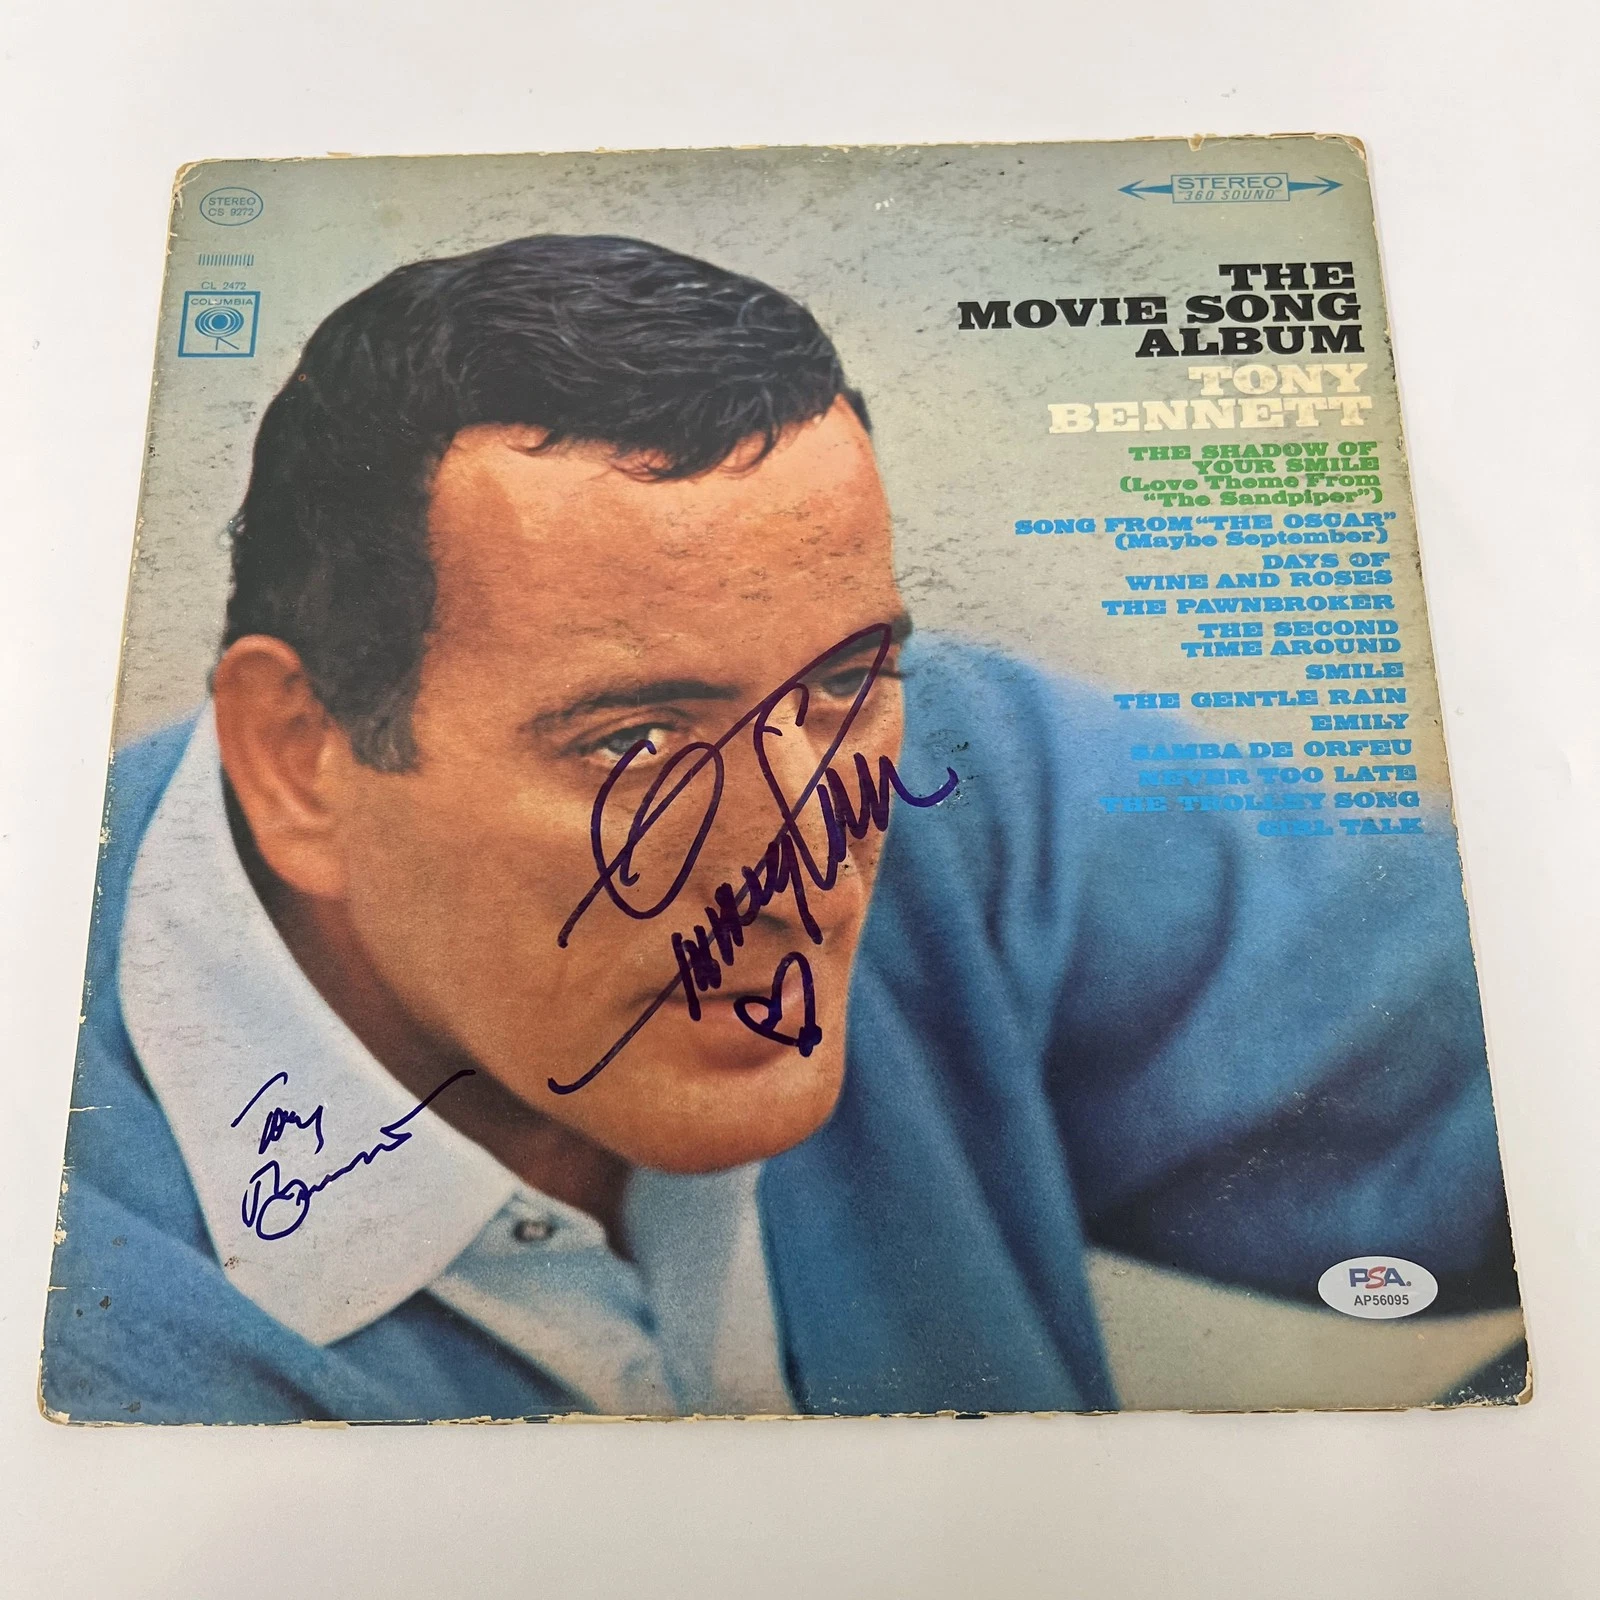 STEREO
CS 9272
CL 2472
COLUMBIA
STEREO
"360 SOUND"
THE
MOVIE SONG
ALBUM
TONY
BENNETT
THE SHADOW OF
YOUR SMILE
(Love Theme From
"The Sandpiper")
SONG FROM "THE OSCAR"
(Maybe September)
DAYS OF
WINE AND ROSES
THE PAWNBROKER
THE SECOND
TIME AROUND
SMILE
THE GENTLE RAIN
EMILY
SAMBA DE ORFEU
NEVER TOO LATE
THE TROLLEY SONG
GIRL TALK
Tony
Bennett
PSA.
AP56095